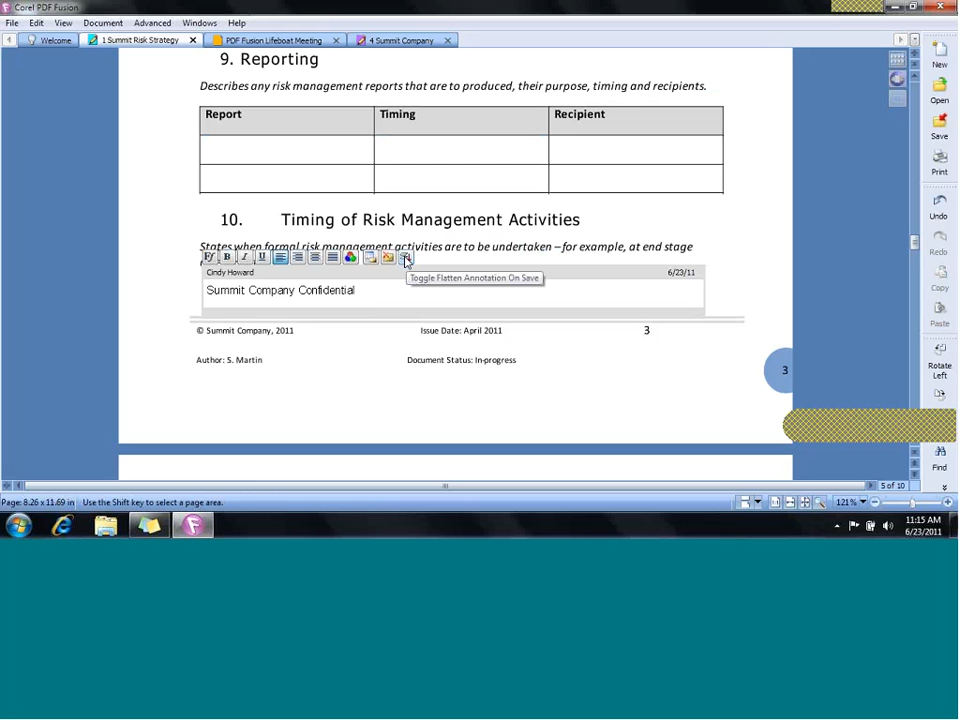 Corel PDF Fusion
File Edit View Document Advanced Windows Help
Welcome 1 Summit Risk Strategy PDF Fusion Lifeboat Meeting 4 Summit Company
9. Reporting
Describes any risk management reports that are to produced, their purpose, timing and recipients.
Report Timing Recipient
10. Timing of Risk Management Activities
States when formal risk management activities are to be undertaken – for example, at end stage
Ff B I U
Cindy Howard 6/23/11
Toggle Flatten Annotation On Save
Summit Company Confidential
© Summit Company, 2011 Issue Date: April 2011 3
Author: S. Martin Document Status: In-progress
3
New
Open
Save
Print
Undo
Redo
Copy
Paste
Rotate
Left
Find
5 of 10
Page: 8.26 x 11.69 in Use the Shift key to select a page area. 121%
11:15 AM
6/23/2011